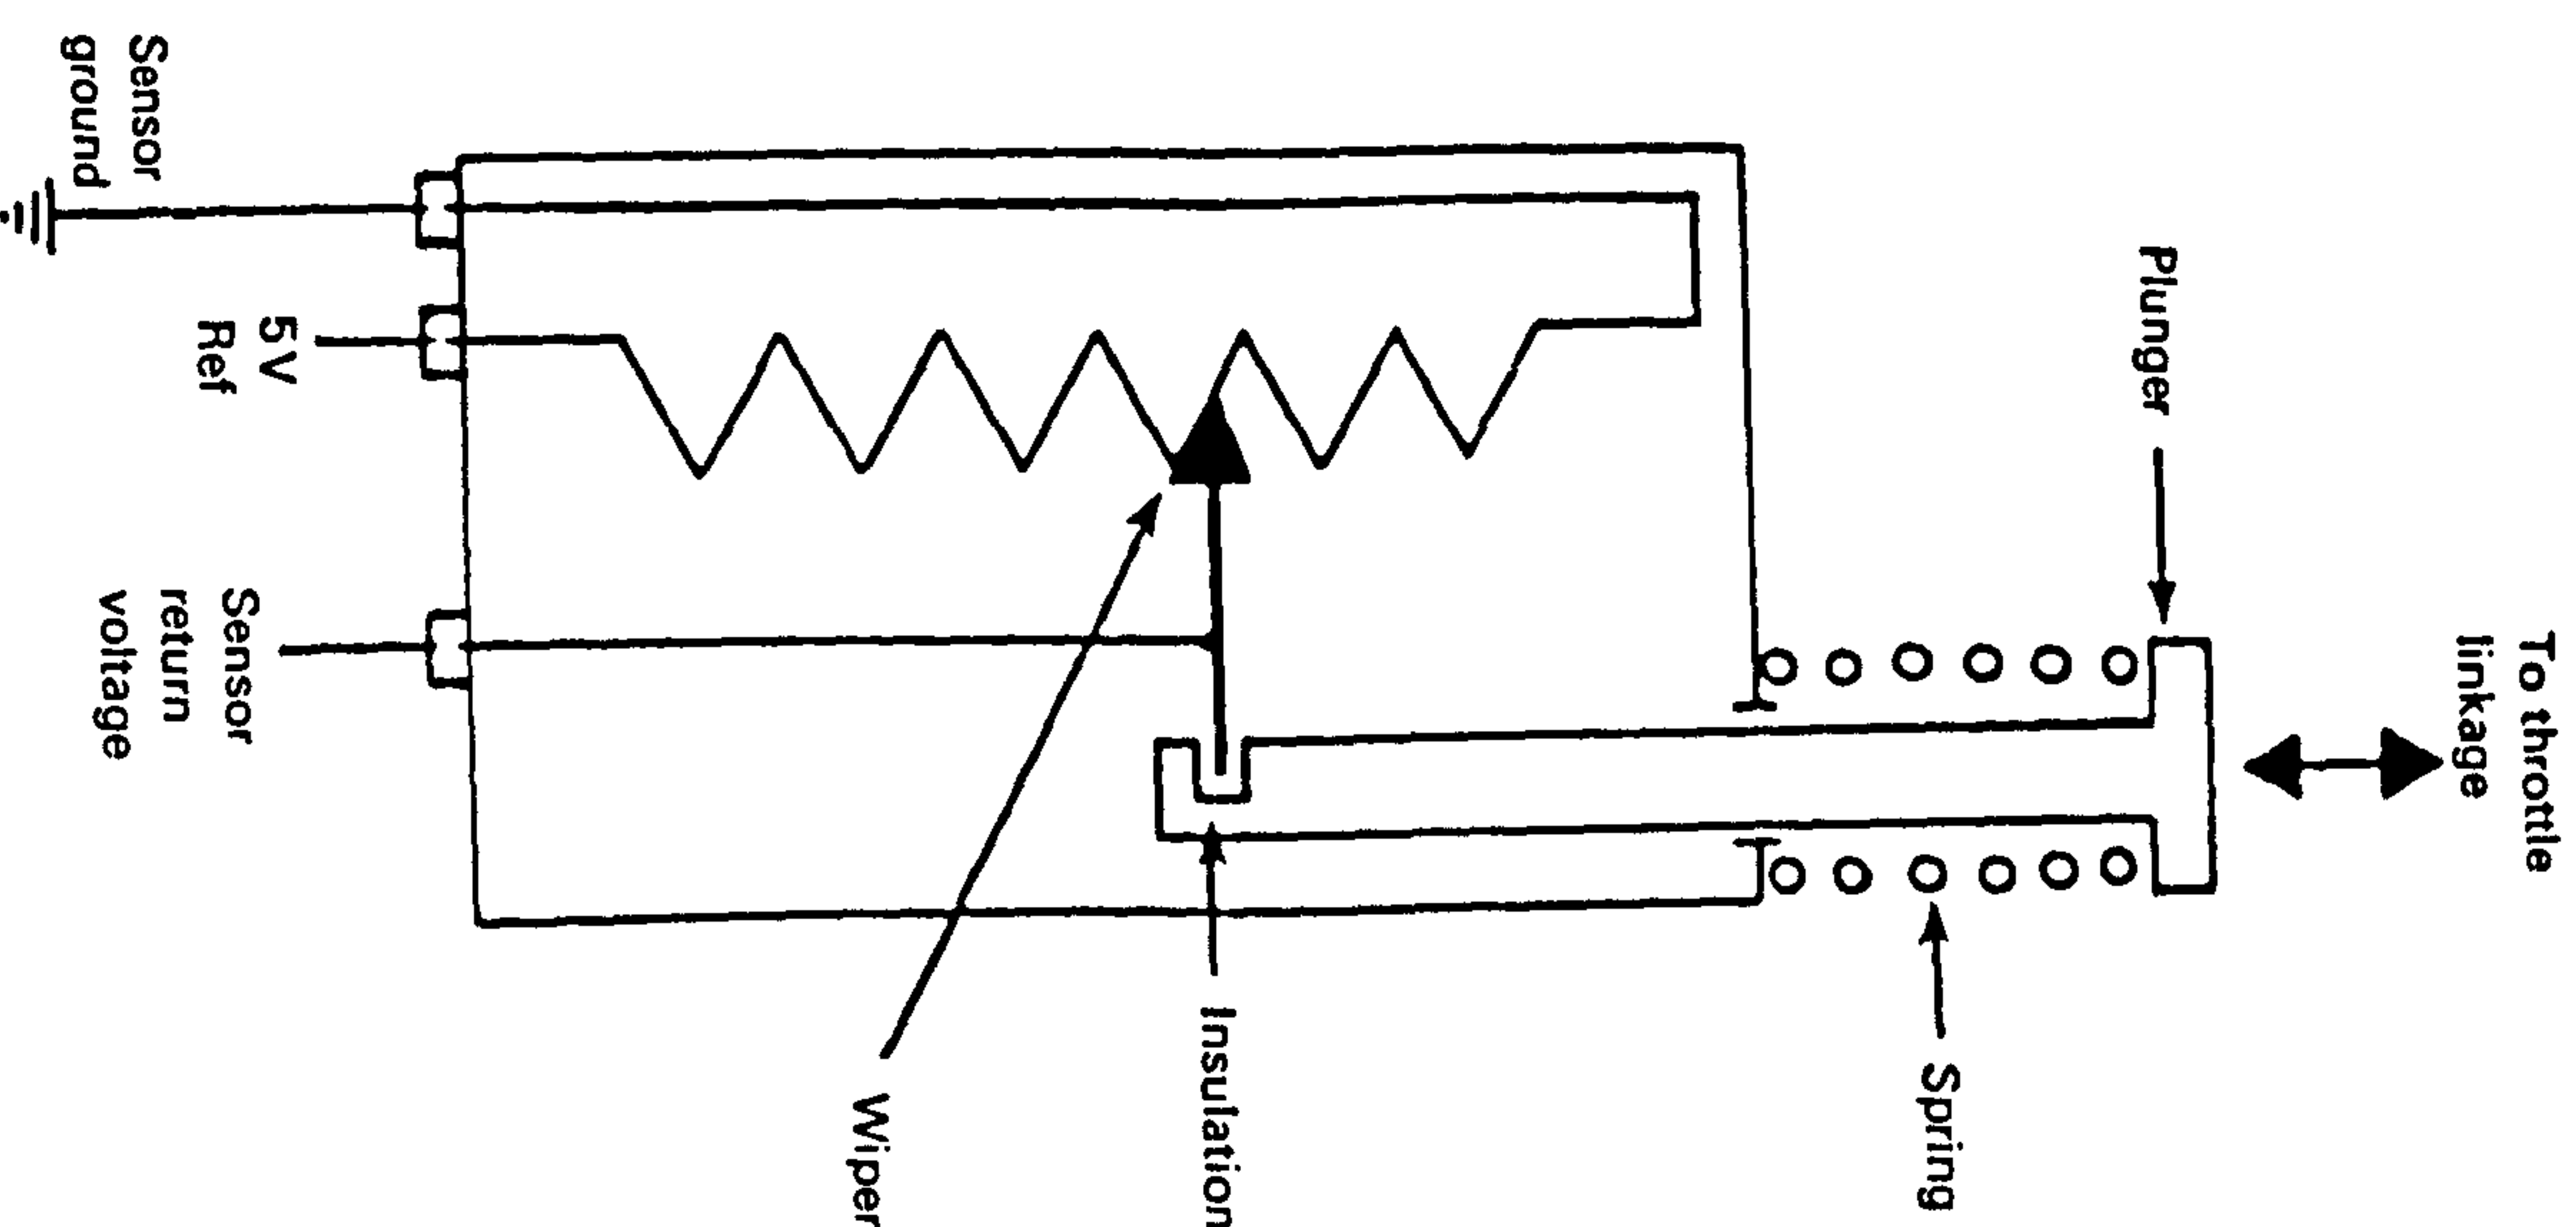 To throttle
linkage
Plunger
Spring
Insulation
Wiper
Sensor
return
voltage
5V
Ref
Sensor
ground